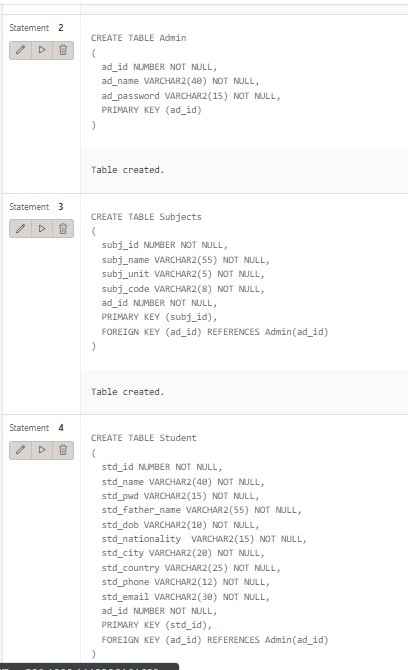 Statement 2
CREATE TABLE Admin
(
ad_id NUMBER NOT NULL,
ad_name VARCHAR2(40) NOT NULL,
ad_password VARCHAR2(15) NOT NULL,
PRIMARY KEY (ad_id)
)
Table created.
Statement 3
CREATE TABLE Subjects
(
subj_id NUMBER NOT NULL,
subj_name VARCHAR2(55) NOT NULL,
subj_unit VARCHAR2(5) NOT NULL,
subj_code VARCHAR2(8) NOT NULL,
ad_id NUMBER NOT NULL,
PRIMARY KEY (subj_id),
FOREIGN KEY (ad_id) REFERENCES Admin(ad_id)
)
Table created.
Statement 4
CREATE TABLE Student
(
std_id NUMBER NOT NULL,
std_name VARCHAR2(40) NOT NULL,
std_pwd VARCHAR2(15) NOT NULL,
std_father_name VARCHAR2(55) NOT NULL,
std_dob VARCHAR2(10) NOT NULL,
std_nationality  VARCHAR2(15) NOT NULL,
std_city VARCHAR2(20) NOT NULL,
std_country VARCHAR2(25) NOT NULL,
std_phone VARCHAR2(12) NOT NULL,
std_email VARCHAR2(30) NOT NULL,
ad_id NUMBER NOT NULL,
PRIMARY KEY (std_id),
FOREIGN KEY (ad_id) REFERENCES Admin(ad_id)
)